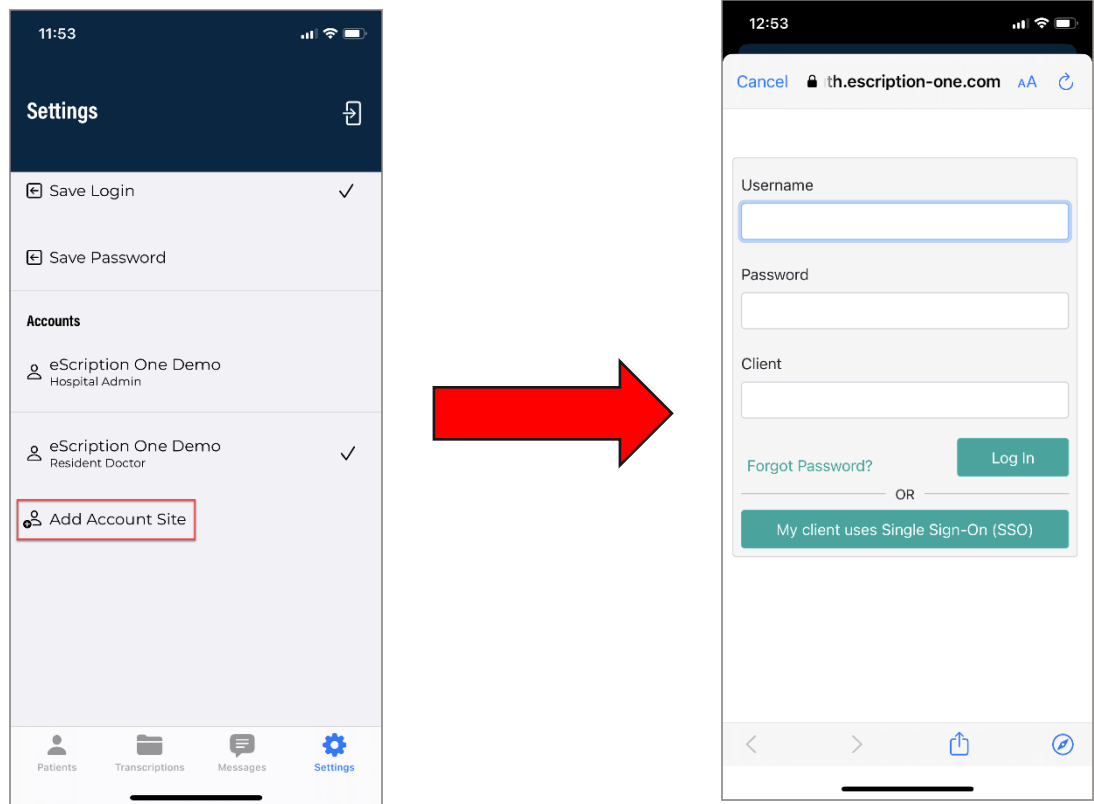 11:53
Settings
Save Login
Save Password
Accounts
eScription One Demo
Hospital Admin
eScription One Demo
Resident Doctor
Add Account Site
Patients
Transcriptions
Messages
Settings
12:53
Cancel
th.escription-one.com
AA
Username
Password
Client
Forgot Password?
Log In
OR
My client uses Single Sign-On (SSO)